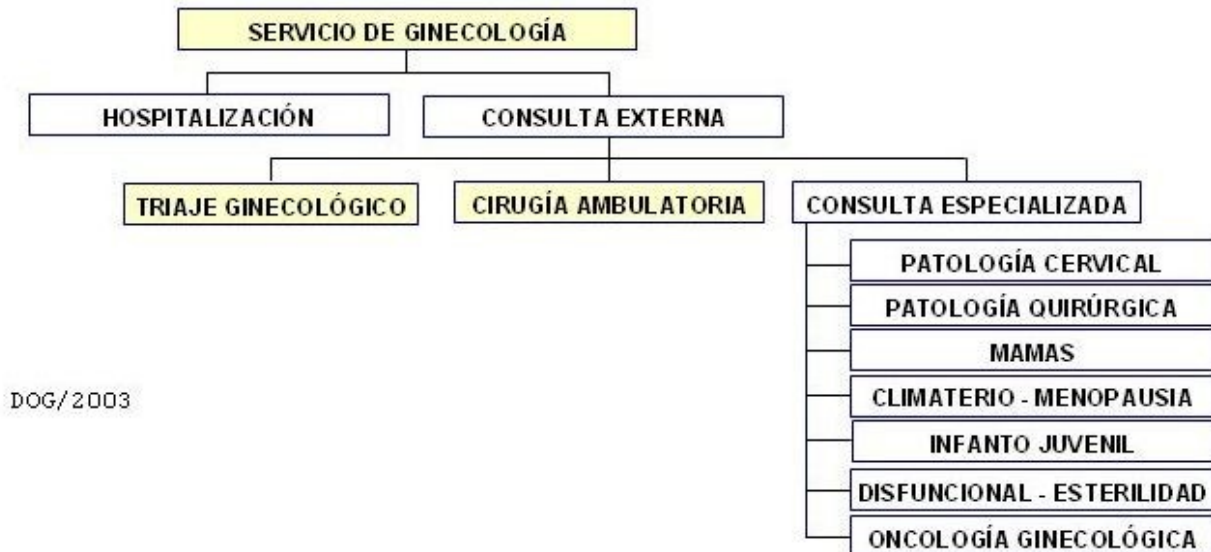 SERVICIO DE GINECOLOGÍA
HOSPITALIZACIÓN
CONSULTA EXTERNA
TRIAJE GINECOLÓGICO
CIRUGÍA AMBULATORIA
CONSULTA ESPECIALIZADA
PATOLOGÍA CERVICAL
PATOLOGÍA QUIRÚRGICA
MAMAS
CLIMATERIO - MENOPAUSIA
INFANTO JUVENIL
DISFUNCIONAL - ESTERILIDAD
ONCOLOGÍA GINECOLÓGICA
DOG/2003